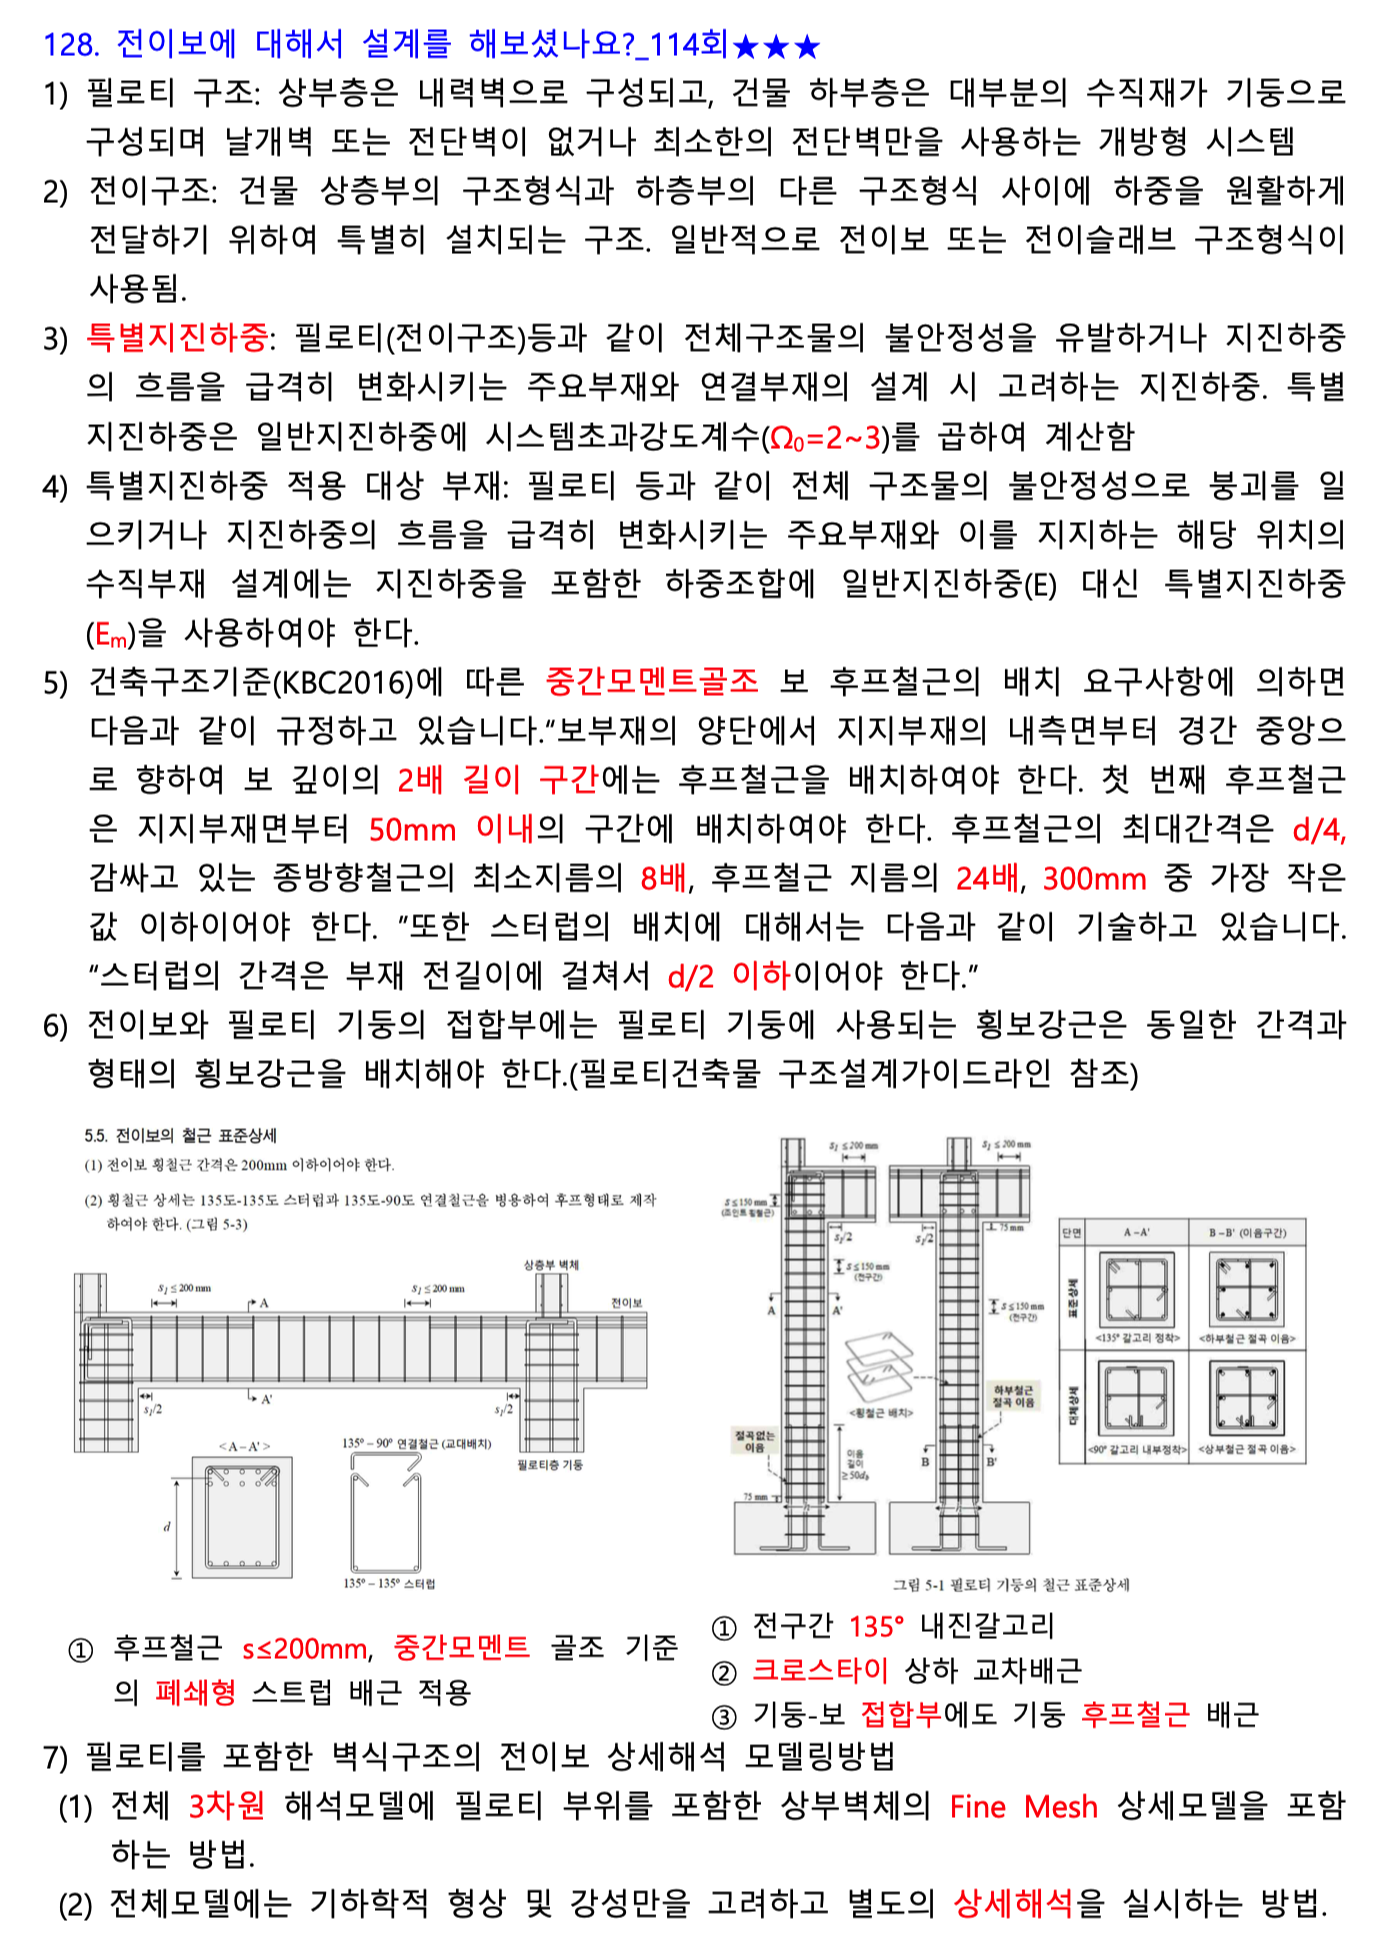 128. 전이보에 대해서 설계를 해보셨나요?_114회★★★
1) 필로티 구조: 상부층은 내력벽으로 구성되고, 건물 하부층은 대부분의 수직재가 기둥으로
구성되며 날개벽 또는 전단벽이 없거나 최소한의 전단벽만을 사용하는 개방형 시스템
2) 전이구조: 건물 상층부의 구조형식과 하층부의 다른 구조형식 사이에 하중을 원활하게
전달하기 위하여 특별히 설치되는 구조. 일반적으로 전이보 또는 전이슬래브 구조형식이
사용됨.
3) 특별지진하중: 필로티(전이구조)등과 같이 전체구조물의 불안정성을 유발하거나 지진하중
의 흐름을 급격히 변화시키는 주요부재와 연결부재의 설계 시 고려하는 지진하중. 특별
지진하중은 일반지진하중에 시스템초과강도계수(Ω₀=2~3)를 곱하여 계산함
4) 특별지진하중 적용 대상 부재: 필로티 등과 같이 전체 구조물의 불안정성으로 붕괴를 일
으키거나 지진하중의 흐름을 급격히 변화시키는 주요부재와 이를 지지하는 해당 위치의
수직부재 설계에는 지진하중을 포함한 하중조합에 일반지진하중(E) 대신 특별지진하중
(Eₘ)을 사용하여야 한다.
5) 건축구조기준(KBC2016)에 따른 중간모멘트골조 보 후프철근의 배치 요구사항에 의하면
다음과 같이 규정하고 있습니다.“보부재의 양단에서 지지부재의 내측면부터 경간 중앙으
로 향하여 보 깊이의 2배 길이 구간에는 후프철근을 배치하여야 한다. 첫 번째 후프철근
은 지지부재면부터 50mm 이내의 구간에 배치하여야 한다. 후프철근의 최대간격은 d/4,
감싸고 있는 종방향철근의 최소지름의 8배, 후프철근 지름의 24배, 300mm 중 가장 작은
값 이하이어야 한다. ”또한 스터럽의 배치에 대해서는 다음과 같이 기술하고 있습니다.
“스터럽의 간격은 부재 전길이에 걸쳐서 d/2 이하이어야 한다.”
6) 전이보와 필로티 기둥의 접합부에는 필로티 기둥에 사용되는 횡보강근은 동일한 간격과
형태의 횡보강근을 배치해야 한다.(필로티건축물 구조설계가이드라인 참조)
5.5. 전이보의 철근 표준상세
(1) 전이보 횡철근 간격은 200mm 이하이어야 한다.
(2) 횡철근 상세는 135도-135도 스터럽과 135도-90도 연결철근을 병용하여 후프형태로 제작
하여야 한다. (그림 5-3)
상층부 벽체
s₁ ≤ 200 mm
s₁ ≤ 200 mm
전이보
A
A'
s₁/2
s₁/2
<A-A'>
135° – 90° 연결철근 (교대배치)
필로티층 기둥
d
135° – 135° 스터럽
s₁ ≤ 200 mm
s₁ ≤ 200 mm
s ≤ 150 mm
(조인트 횡철근)
s₁/2
s₁/2
75 mm
s ≤ 150 mm
(전구간)
s ≤ 150 mm
(전구간)
A
A'
<횡철근 배치>
하부철근
절곡 이음
절곡없는
이음
이음
길이
≥ 50d_b
B
B'
75 mm
단면
A – A'
B – B' (이음구간)
표준상세
<135° 갈고리 정착>
<하부철근 절곡 이음>
대체상세
<90° 갈고리 내부정착>
<상부철근 절곡 이음>
그림 5-1 필로티 기둥의 철근 표준상세
① 후프철근 s≤200mm, 중간모멘트 골조 기준
의 폐쇄형 스트럽 배근 적용
① 전구간 135° 내진갈고리
② 크로스타이 상하 교차배근
③ 기둥-보 접합부에도 기둥 후프철근 배근
7) 필로티를 포함한 벽식구조의 전이보 상세해석 모델링방법
(1) 전체 3차원 해석모델에 필로티 부위를 포함한 상부벽체의 Fine Mesh 상세모델을 포함
하는 방법.
(2) 전체모델에는 기하학적 형상 및 강성만을 고려하고 별도의 상세해석을 실시하는 방법.